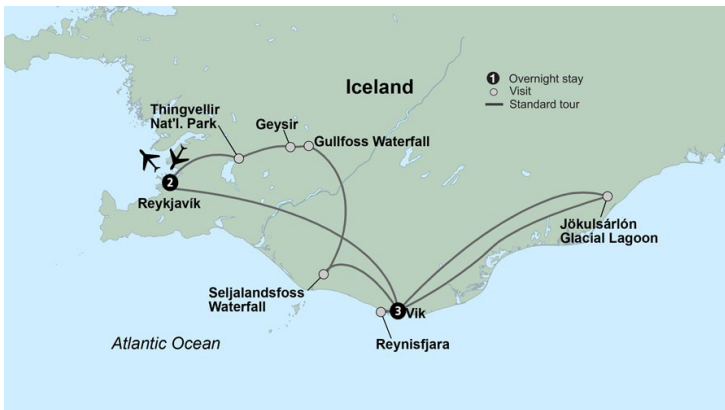 Iceland
1 Overnight stay
Visit
Standard tour
Thingvellir
Nat'l. Park
Geysir
Gullfoss Waterfall
2
Reykjavík
Jökulsárlón
Glacial Lagoon
Seljalandsfoss
Waterfall
3 Vik
Reynisfjara
Atlantic Ocean